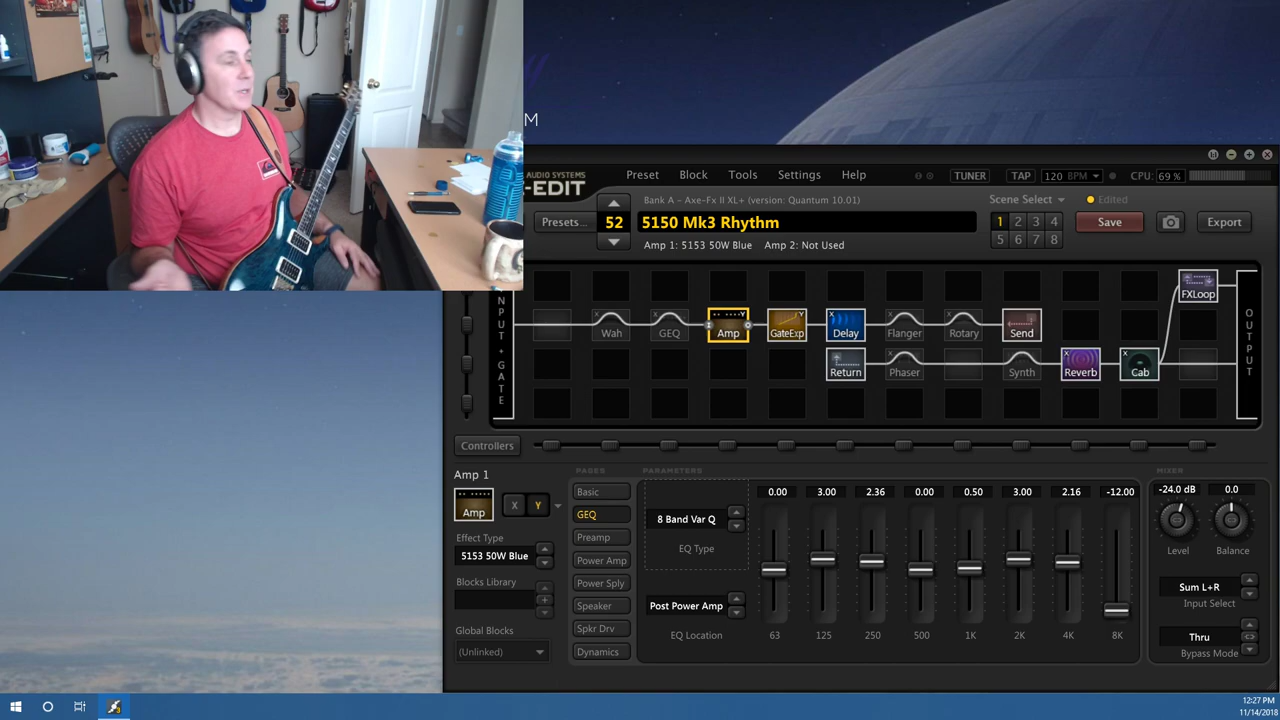 M
AUDIO SYSTEMS
-EDIT
Menu
Block
Tools
Settings
Help
TUNER
TAP
120 BPM
CPU: 69 %
Presets...
52
Bank A - Axe-Fx II XL+ (version: Quantum 10.01)
5150 Mk3 Rhythm
Amp 1: 5153 50W Blue    Amp 2: Not Used
Scene Select
1 2 3 4
5 6 7 8
Edited
Save
Export
INPUT + GATE
Wah
GEQ
Amp
GateExp
Delay
Flanger
Rotary
Send
FXLoop
Return
Phaser
Synth
Reverb
Cab
OUTPUT
Controllers
Amp 1
Amp
X
Y
Effect Type
5153 50W Blue
Blocks Library
Global Blocks
(Unlinked)
PAGES
Basic
GEQ
Preamp
Power Amp
Power Sply
Speaker
Spkr Drv
Dynamics
PARAMETERS
8 Band Var Q
EQ Type
Post Power Amp
EQ Location
0.00 3.00 2.36 0.00 0.50 3.00 2.16 -12.00
63 125 250 500 1K 2K 4K 8K
MIXER
-24.0 dB
0.0
Level
Balance
Sum L+R
Input Select
Thru
Bypass Mode
12:27 PM
11/14/2018